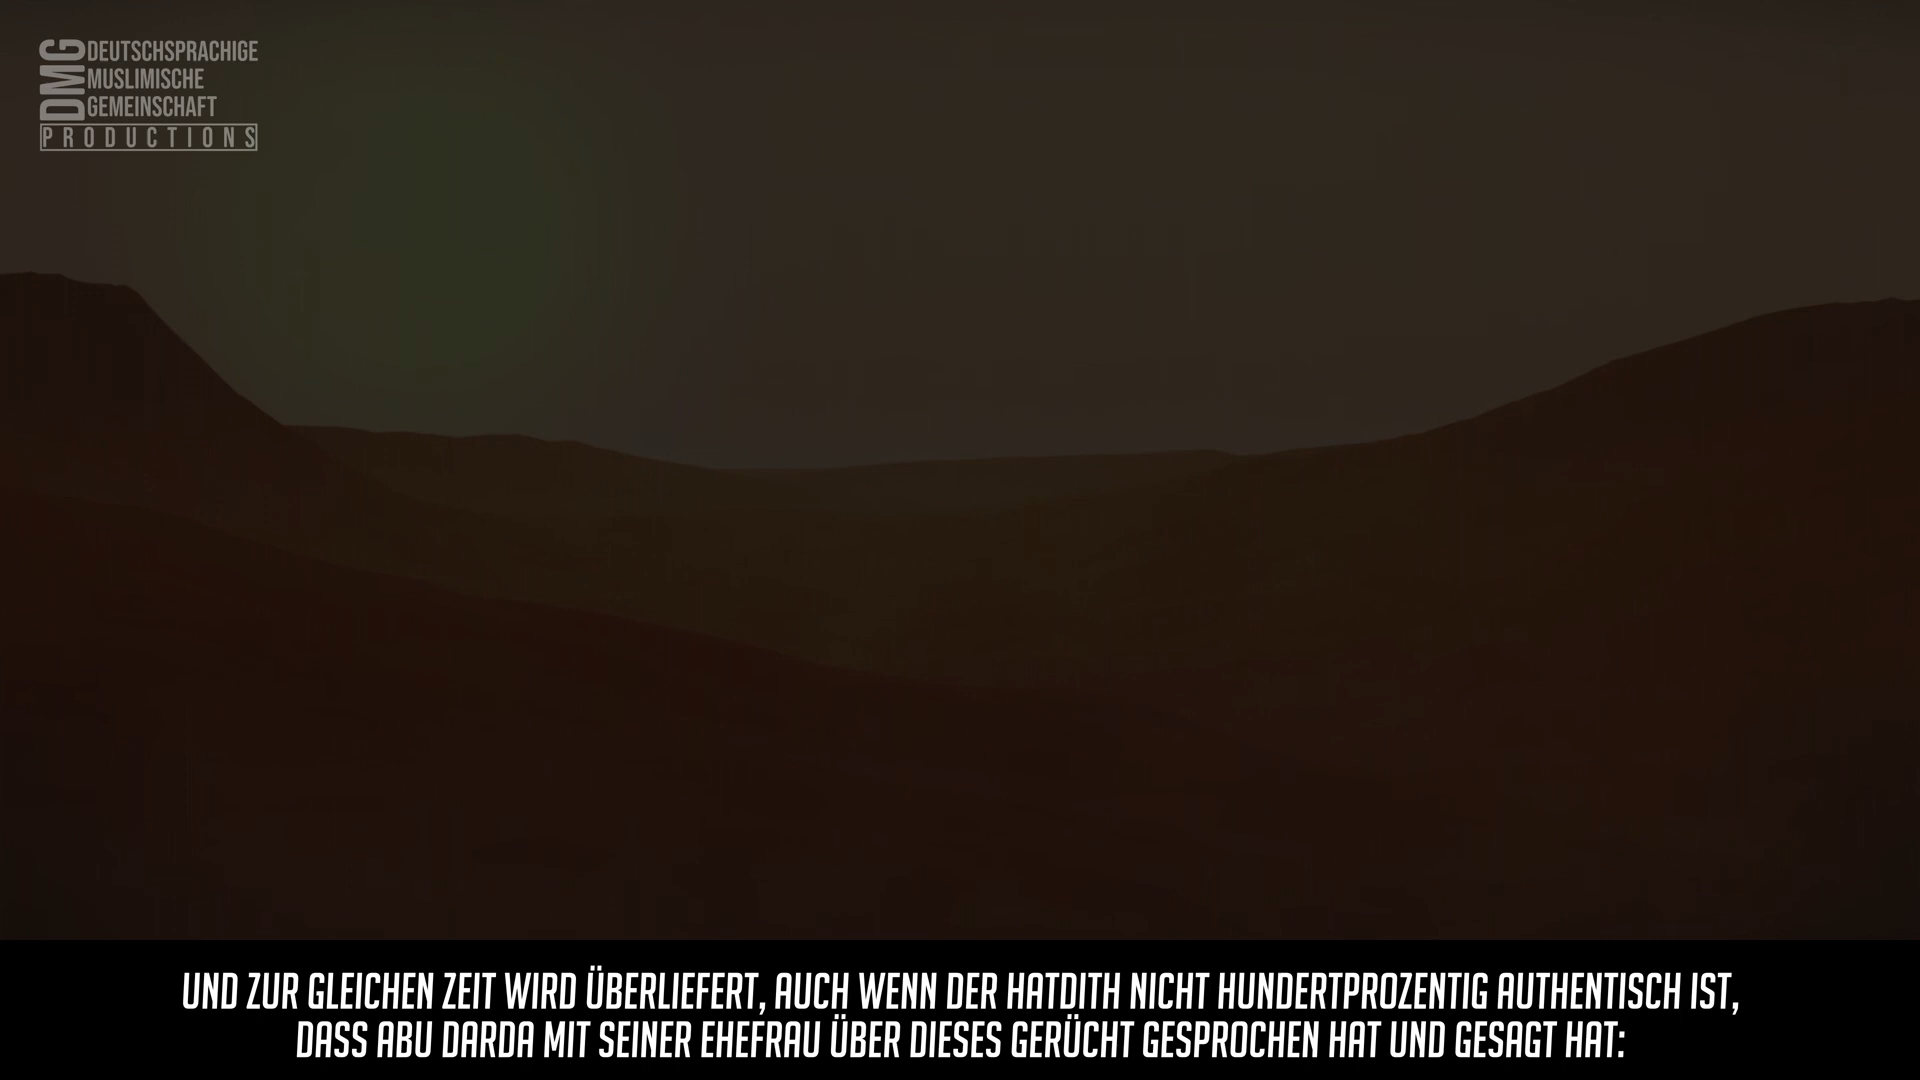 DMG
DEUTSCHSPRACHIGE
MUSLIMISCHE
GEMEINSCHAFT
PRODUCTIONS
UND ZUR GLEICHEN ZEIT WIRD ÜBERLIEFERT, AUCH WENN DER HATDITH NICHT HUNDERTPROZENTIG AUTHENTISCH IST,
DASS ABU DARDA MIT SEINER EHEFRAU ÜBER DIESES GERÜCHT GESPROCHEN HAT UND GESAGT HAT: